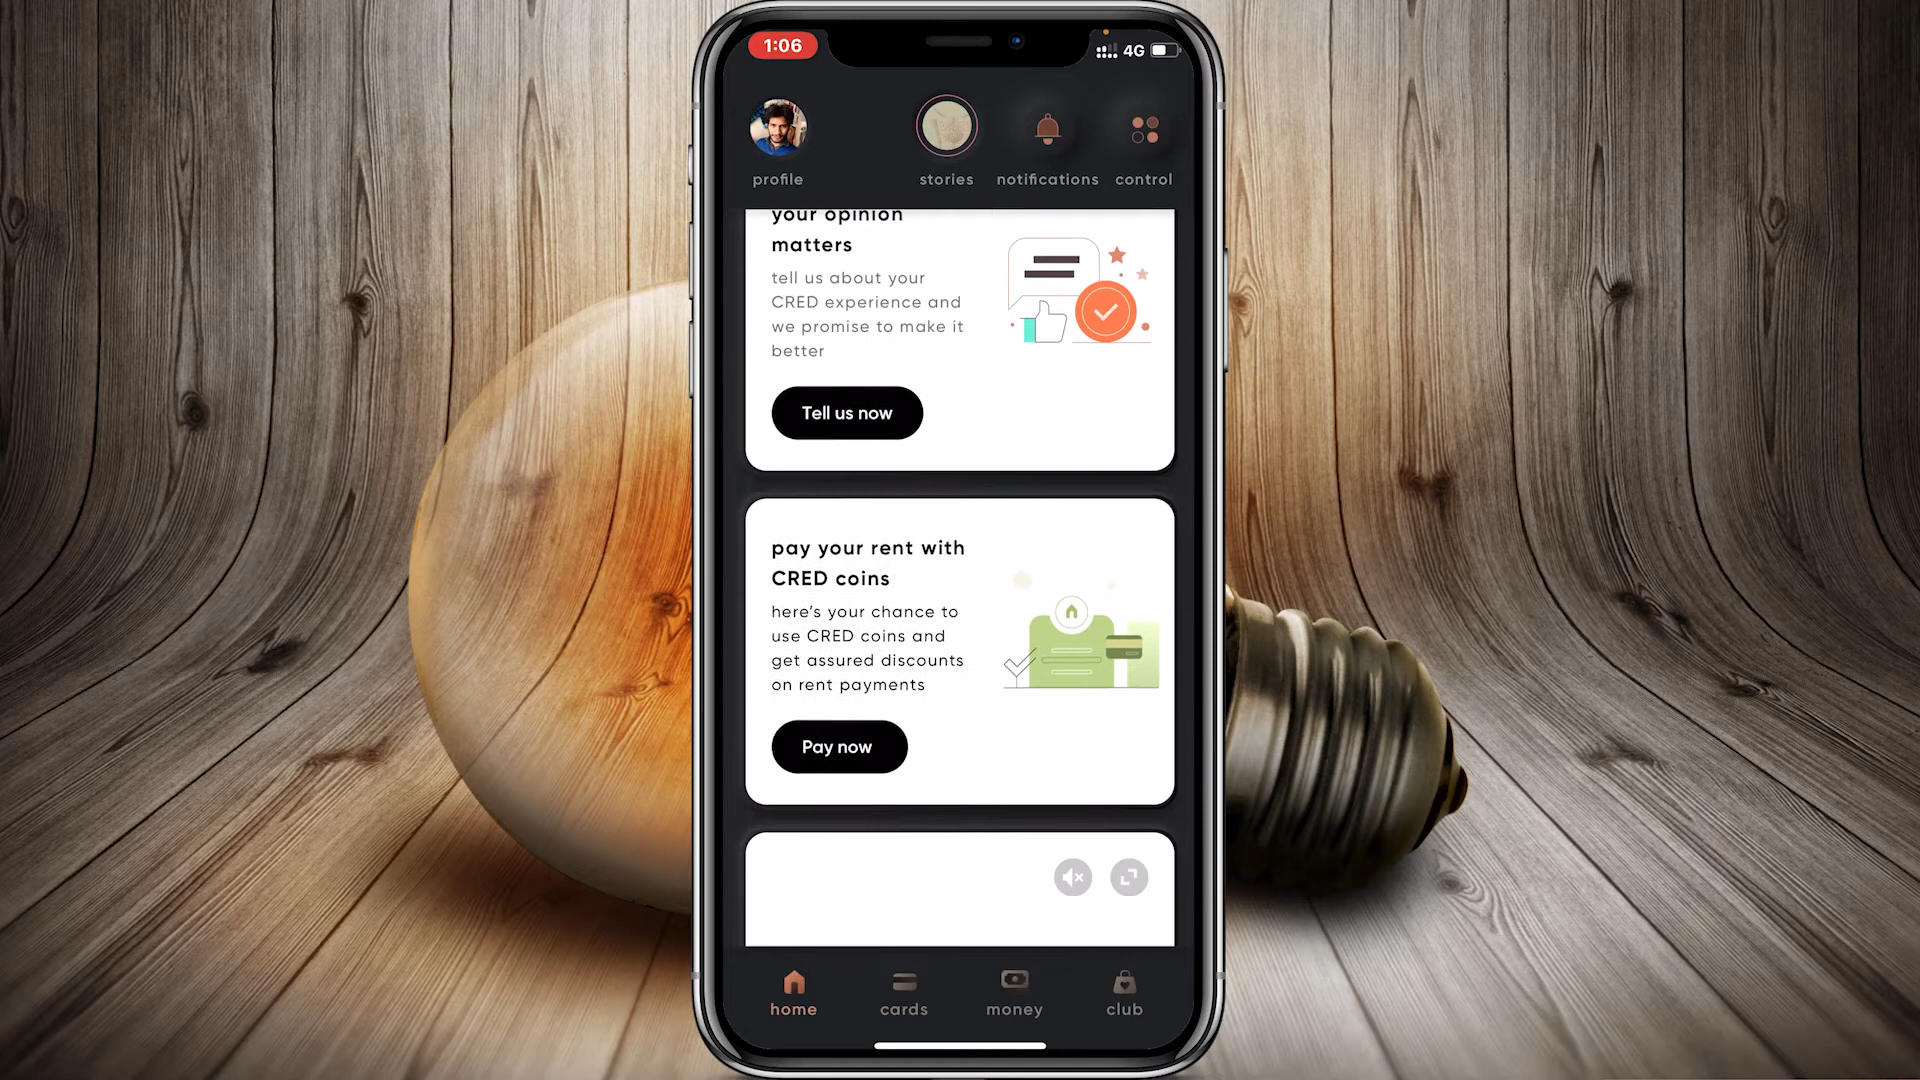 1:06
4G
profile
stories
notifications
control
your opinion
matters
tell us about your
CRED experience and
we promise to make it
better
Tell us now
pay your rent with
CRED coins
here's your chance to
use CRED coins and
get assured discounts
on rent payments
Pay now
home
cards
money
club